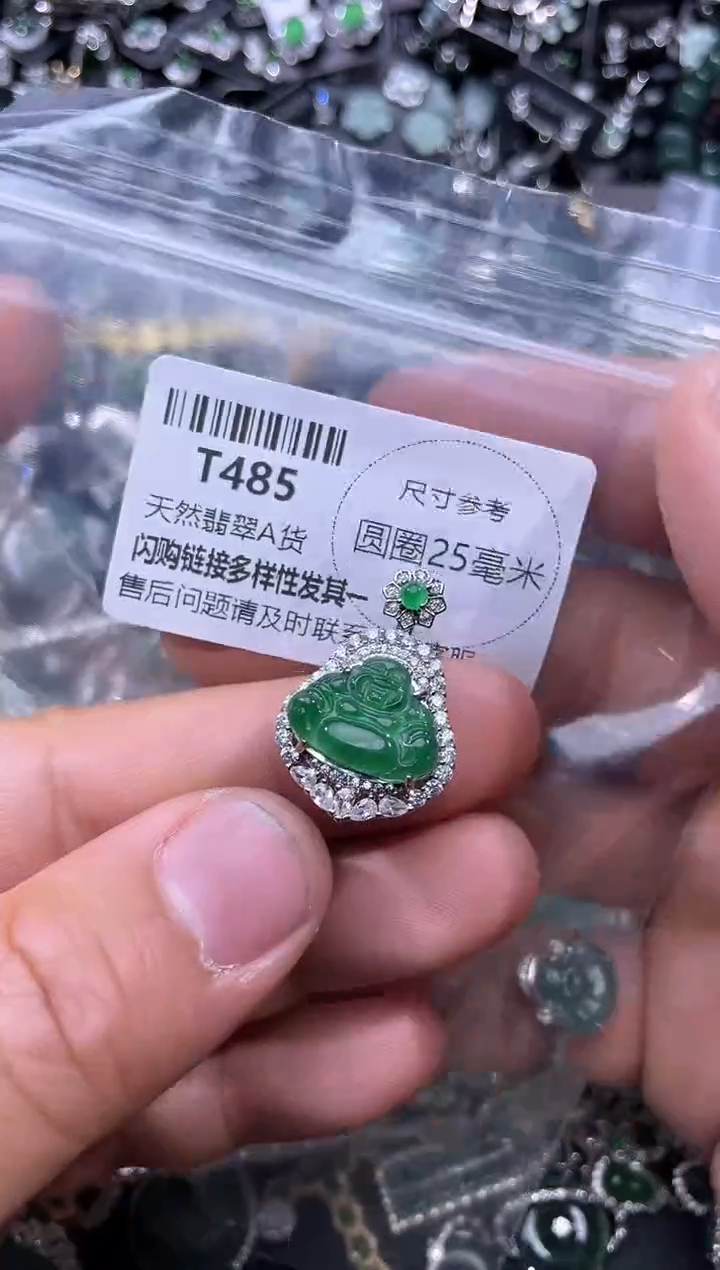 T485
天然翡翠A货
闪购链接多样性发其一
售后问题请及时联系
尺寸参考
圆圈25毫米